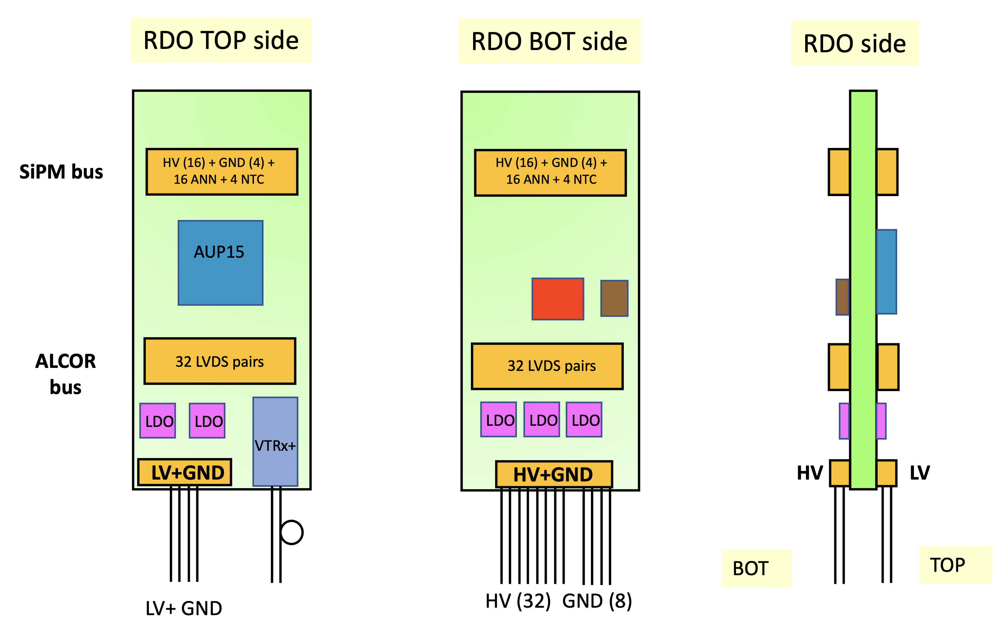 RDO TOP side
RDO BOT side
RDO side
SiPM bus
HV (16) + GND (4) +
16 ANN + 4 NTC
HV (16) + GND (4) +
16 ANN + 4 NTC
AUP15
ALCOR
bus
32 LVDS pairs
32 LVDS pairs
LDO
LDO
VTRx+
LDO
LDO
LDO
LV+GND
HV+GND
HV
LV
LV+ GND
HV (32)
GND (8)
BOT
TOP